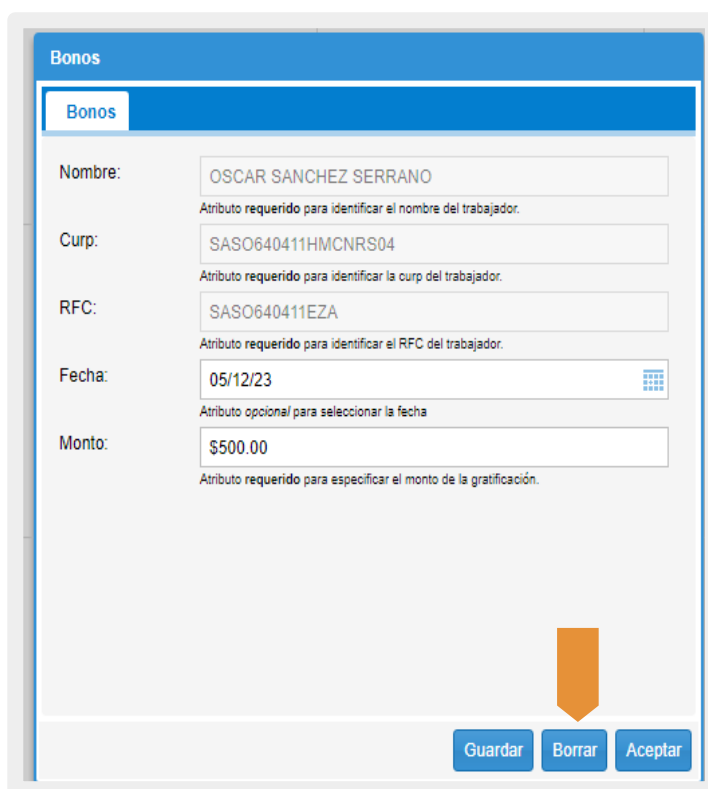 Bonos
Bonos
Nombre: OSCAR SANCHEZ SERRANO
Atributo requerido para identificar el nombre del trabajador.
Curp: SASO640411HMCNRS04
Atributo requerido para identificar la curp del trabajador.
RFC: SASO640411EZA
Atributo requerido para identificar el RFC del trabajador.
Fecha: 05/12/23
Atributo opcional para seleccionar la fecha
Monto: $500.00
Atributo requerido para especificar el monto de la gratificación.
Guardar Borrar Aceptar